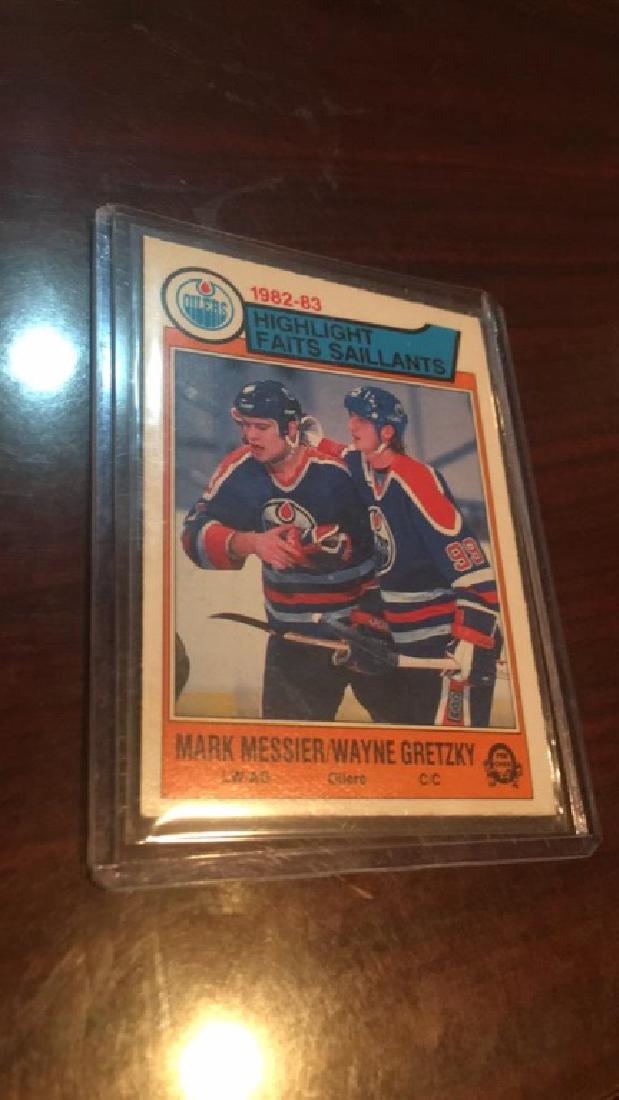 OILERS
1982-83
HIGHLIGHT
FAITS SAILLANTS
99
MARK MESSIER/WAYNE GRETZKY
LW-AG Oilers C/C